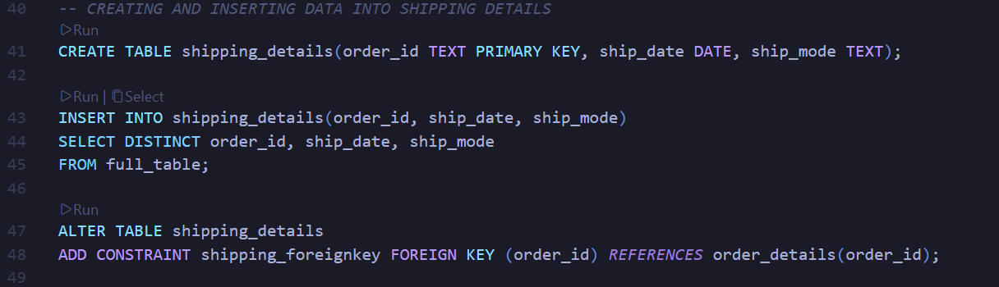 40 -- CREATING AND INSERTING DATA INTO SHIPPING DETAILS
Run
41 CREATE TABLE shipping_details(order_id TEXT PRIMARY KEY, ship_date DATE, ship_mode TEXT);
42
Run | Select
43 INSERT INTO shipping_details(order_id, ship_date, ship_mode)
44 SELECT DISTINCT order_id, ship_date, ship_mode
45 FROM full_table;
46
Run
47 ALTER TABLE shipping_details
48 ADD CONSTRAINT shipping_foreignkey FOREIGN KEY (order_id) REFERENCES order_details(order_id);
49